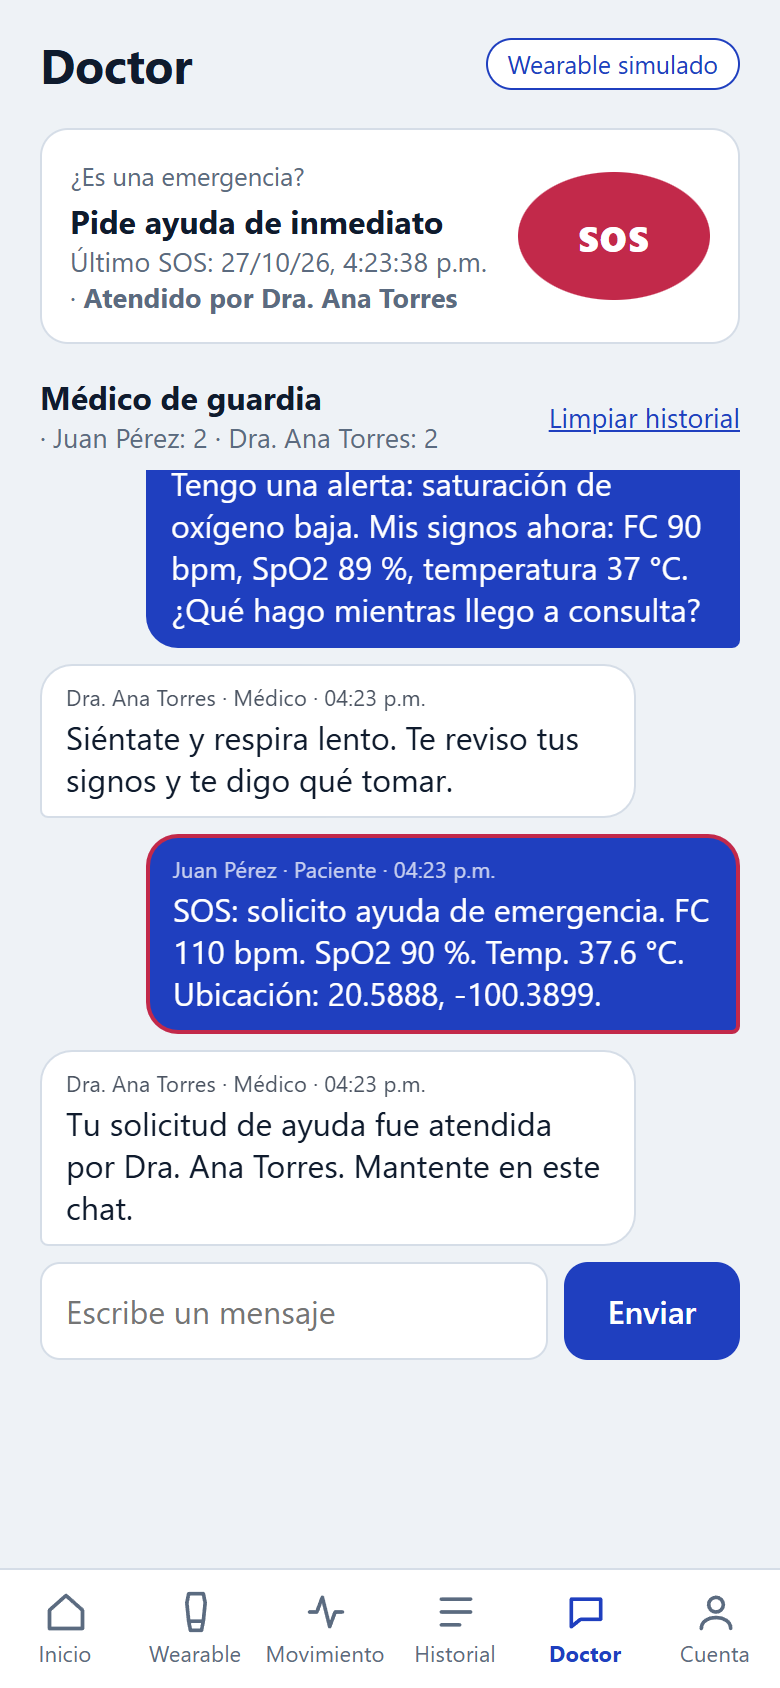 Doctor
Wearable simulado
¿Es una emergencia?
Pide ayuda de inmediato
Último SOS: 27/10/26, 4:23:38 p.m.
· Atendido por Dra. Ana Torres
SOS
Médico de guardia
· Juan Pérez: 2 · Dra. Ana Torres: 2
Limpiar historial
Tengo una alerta: saturación de
oxígeno baja. Mis signos ahora: FC 90
bpm, SpO2 89 %, temperatura 37 °C.
¿Qué hago mientras llego a consulta?
Dra. Ana Torres · Médico · 04:23 p.m.
Siéntate y respira lento. Te reviso tus
signos y te digo qué tomar.
Juan Pérez · Paciente · 04:23 p.m.
SOS: solicito ayuda de emergencia. FC
110 bpm. SpO2 90 %. Temp. 37.6 °C.
Ubicación: 20.5888, -100.3899.
Dra. Ana Torres · Médico · 04:23 p.m.
Tu solicitud de ayuda fue atendida
por Dra. Ana Torres. Mantente en este
chat.
Escribe un mensaje
Enviar
Inicio
Wearable
Movimiento
Historial
Doctor
Cuenta